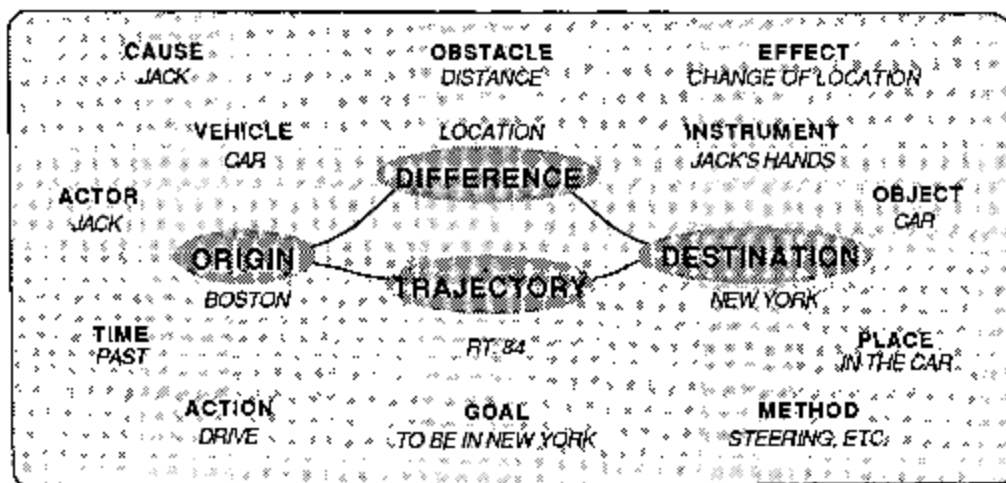 CAUSE
JACK
OBSTACLE
DISTANCE
EFFECT
CHANGE OF LOCATION
VEHICLE
CAR
LOCATION
DIFFERENCE
INSTRUMENT
JACK'S HANDS
ACTOR
JACK
OBJECT
CAR
ORIGIN
BOSTON
TRAJECTORY
RT. 84
DESTINATION
NEW YORK
TIME
PAST
PLACE
IN THE CAR
ACTION
DRIVE
GOAL
TO BE IN NEW YORK
METHOD
STEERING, ETC.